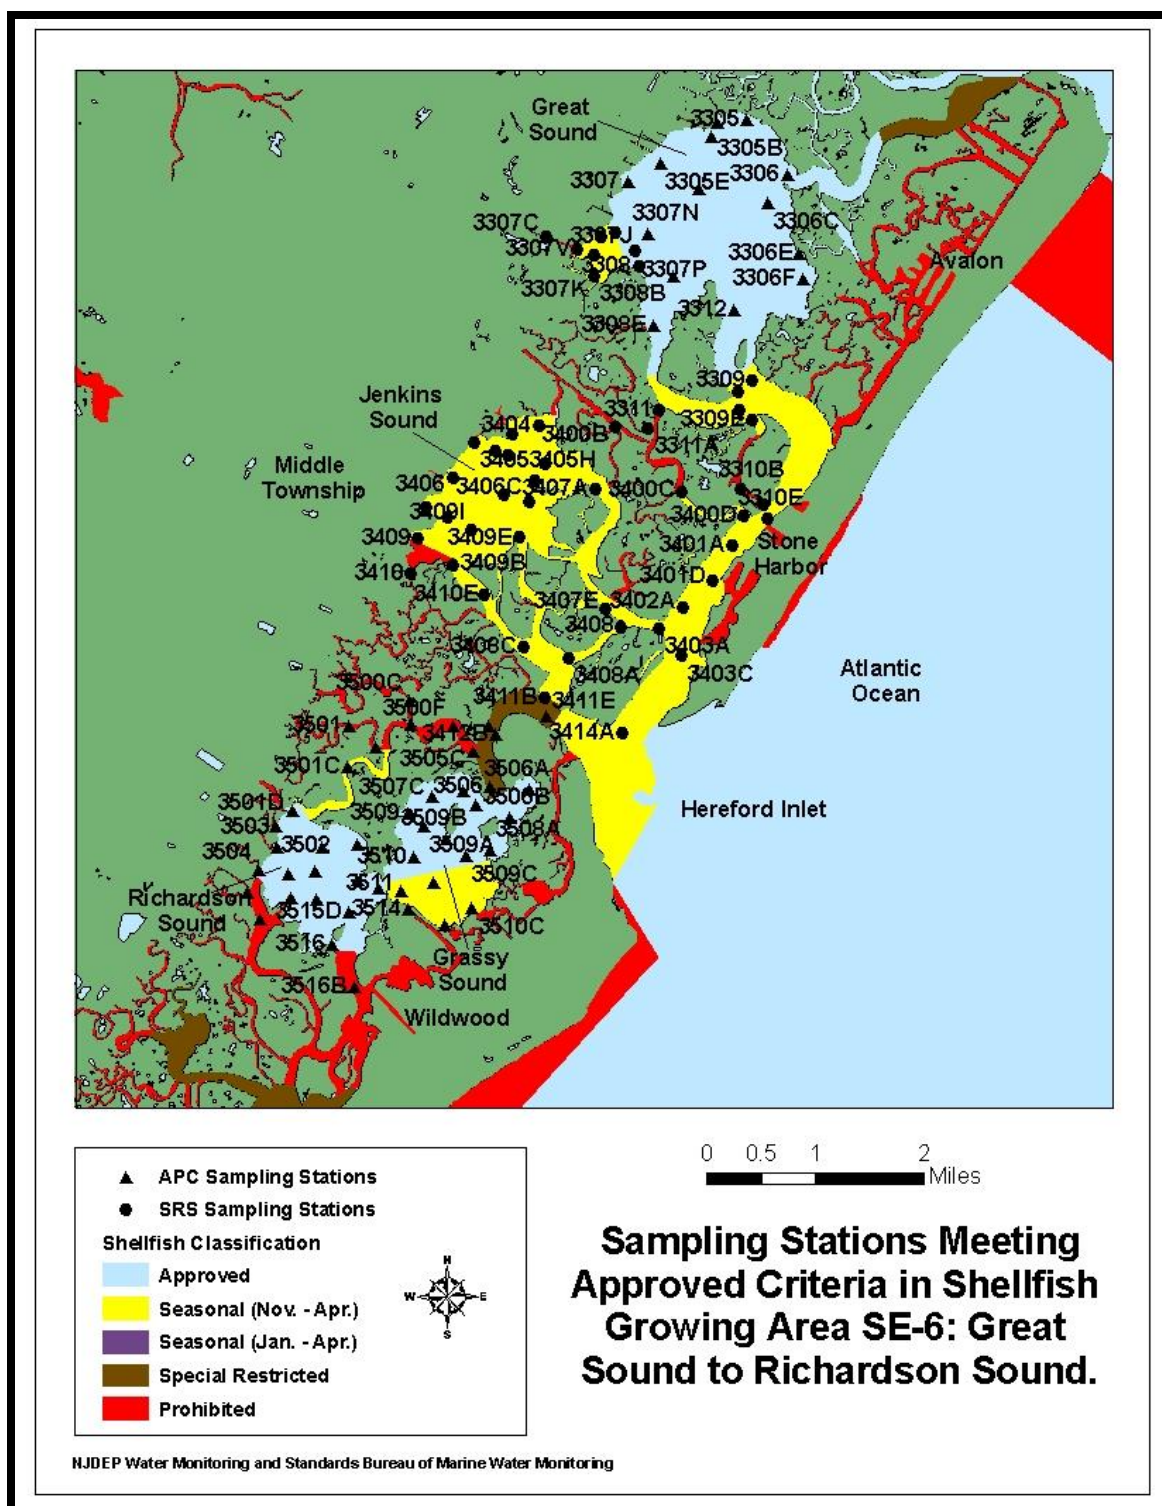 Great
Sound
3305
3305B
3307
3305E
3306
3307N
3306C
3307C
3307J
3307V
3306E
Avalon
3308
3307P
3306F
3307K
3308B
3312
3308E
3309
Jenkins
Sound
3311
3309E
3404
3400B
3311A
3405
3405H
3310B
Middle
Township
3406
3406C
3407A
3400C
3310E
3409I
3400D
3409
3409E
3401A
Stone
Harbor
3410
3409B
3401D
3410E
3407E
3402A
3408
3408C
3403A
3408A
3403C
Atlantic
Ocean
3500C
3411B
3411E
3500F
3501
3412B
3414A
3505C
3501C
3506A
3507C
3506
3506B
Hereford Inlet
3501D
3509
3509B
3503
3508A
3502
3509A
3504
3510
3509C
Richardson
Sound
3511
3515D
3514
3510C
3516
Grassy
Sound
3516B
Wildwood
APC Sampling Stations
SRS Sampling Stations
Shellfish Classification
Approved
Seasonal (Nov. - Apr.)
Seasonal (Jan. - Apr.)
Special Restricted
Prohibited
N
W
E
S
0 0.5 1 2
Miles
Sampling Stations Meeting
Approved Criteria in Shellfish
Growing Area SE-6: Great
Sound to Richardson Sound.
NJDEP Water Monitoring and Standards Bureau of Marine Water Monitoring